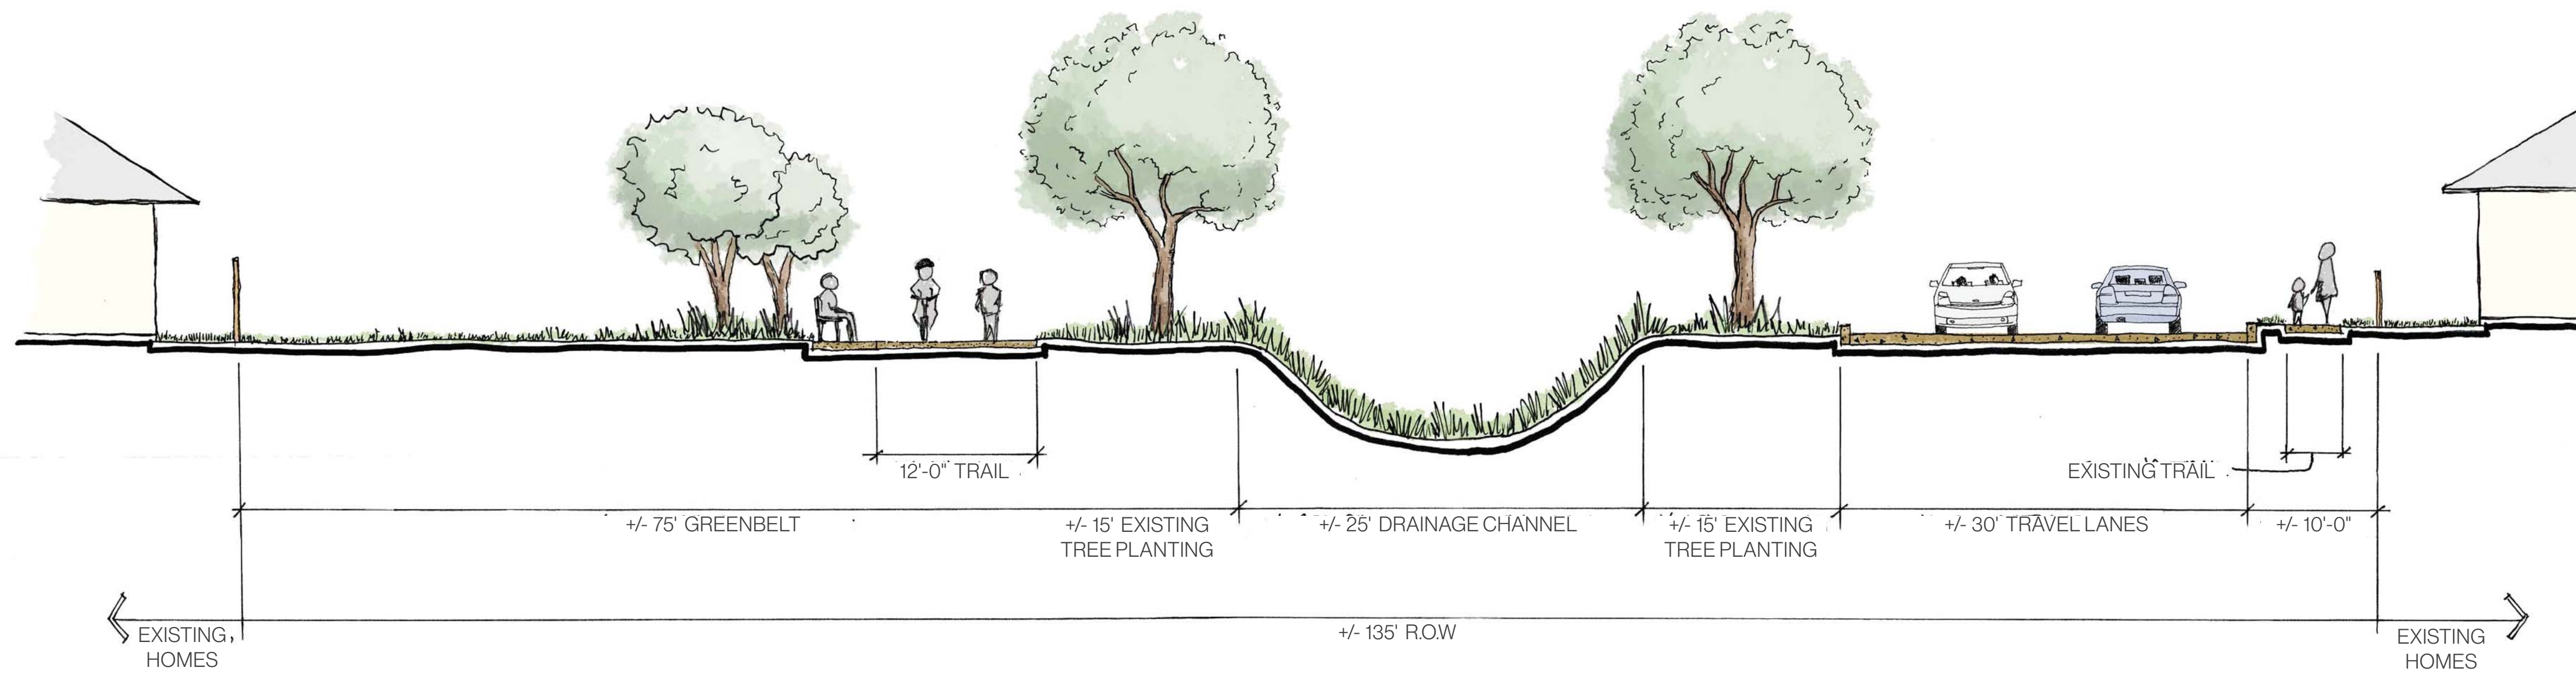 12'-0" TRAIL
EXISTING TRAIL
+/- 75' GREENBELT
+/- 15' EXISTING
TREE PLANTING
+/- 25' DRAINAGE CHANNEL
+/- 15' EXISTING
TREE PLANTING
+/- 30' TRAVEL LANES
+/- 10'-0"
EXISTING
HOMES
+/- 135' R.O.W
EXISTING
HOMES